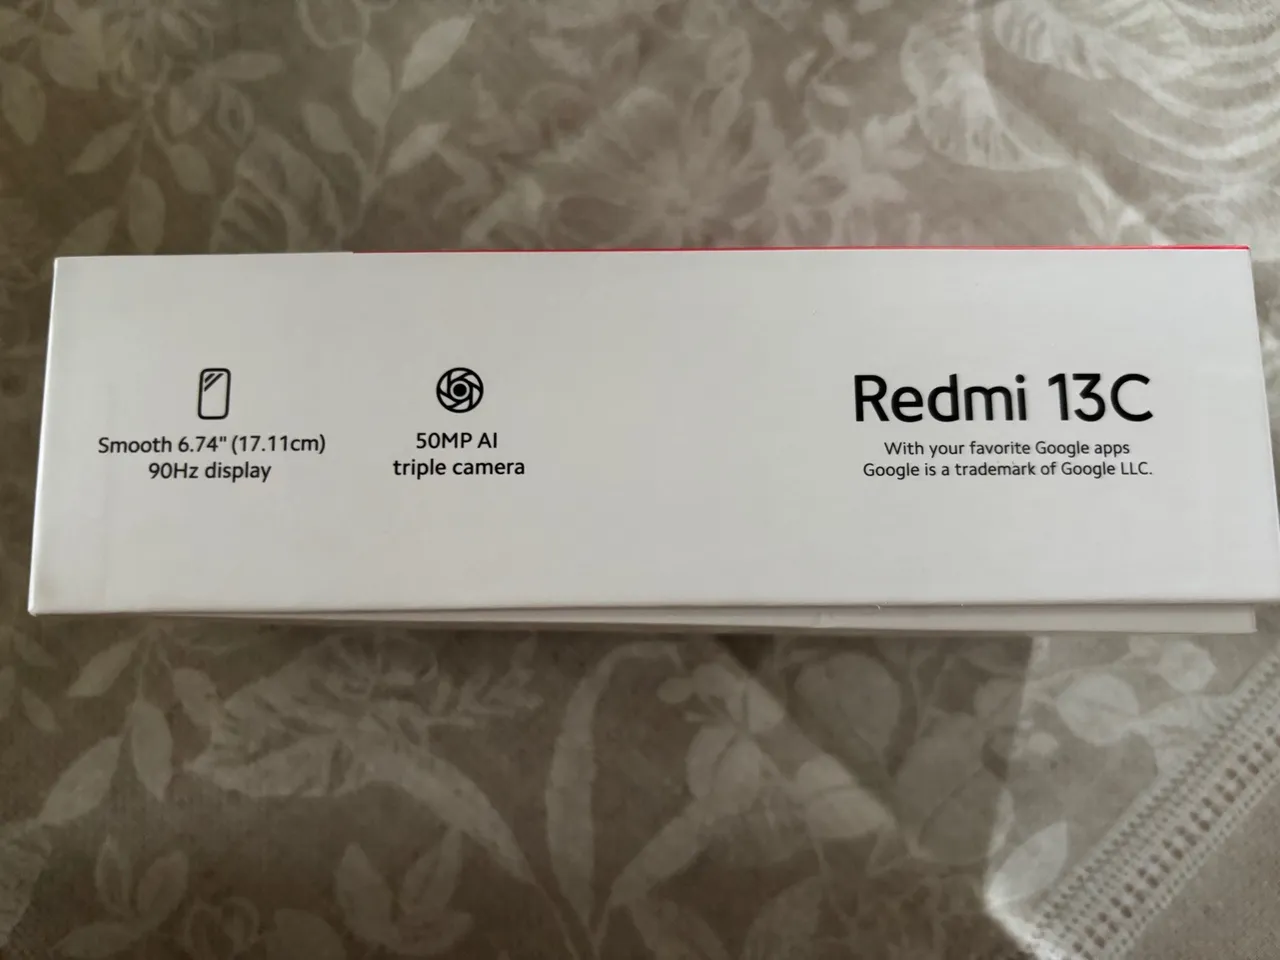 Smooth 6.74" (17.11cm)
90Hz display
50MP AI
triple camera
Redmi 13C
With your favorite Google apps
Google is a trademark of Google LLC.